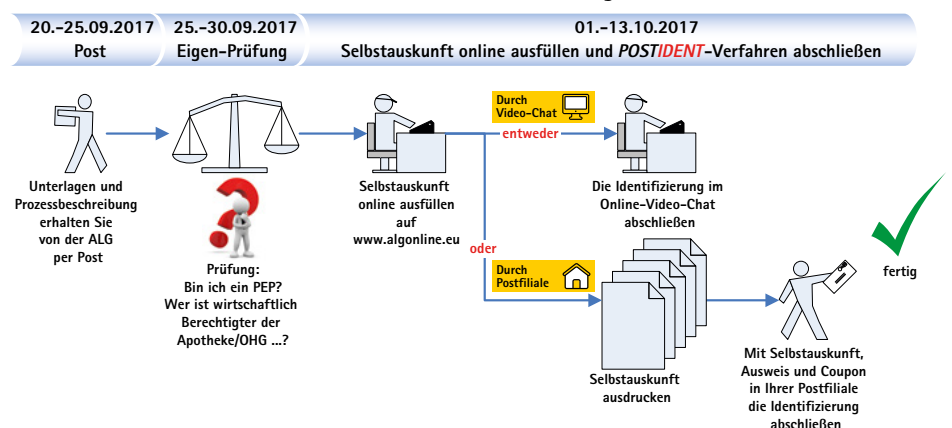 20.-25.09.2017
Post
25.-30.09.2017
Eigen-Prüfung
01.-13.10.2017
Selbstauskunft online ausfüllen und POSTIDENT-Verfahren abschließen
Unterlagen und
Prozessbeschreibung
erhalten Sie
von der ALG
per Post
Prüfung:
Bin ich ein PEP?
Wer ist wirtschaftlich
Berechtigter der
Apotheke/OHG ...?
Selbstauskunft
online ausfüllen
auf
www.algonline.eu
Durch
Video-Chat
entweder
Die Identifizierung im
Online-Video-Chat
abschließen
oder
Durch
Postfiliale
Selbstauskunft
ausdrucken
Mit Selbstauskunft,
Ausweis und Coupon
in Ihrer Postfiliale
die Identifizierung
abschließen
fertig